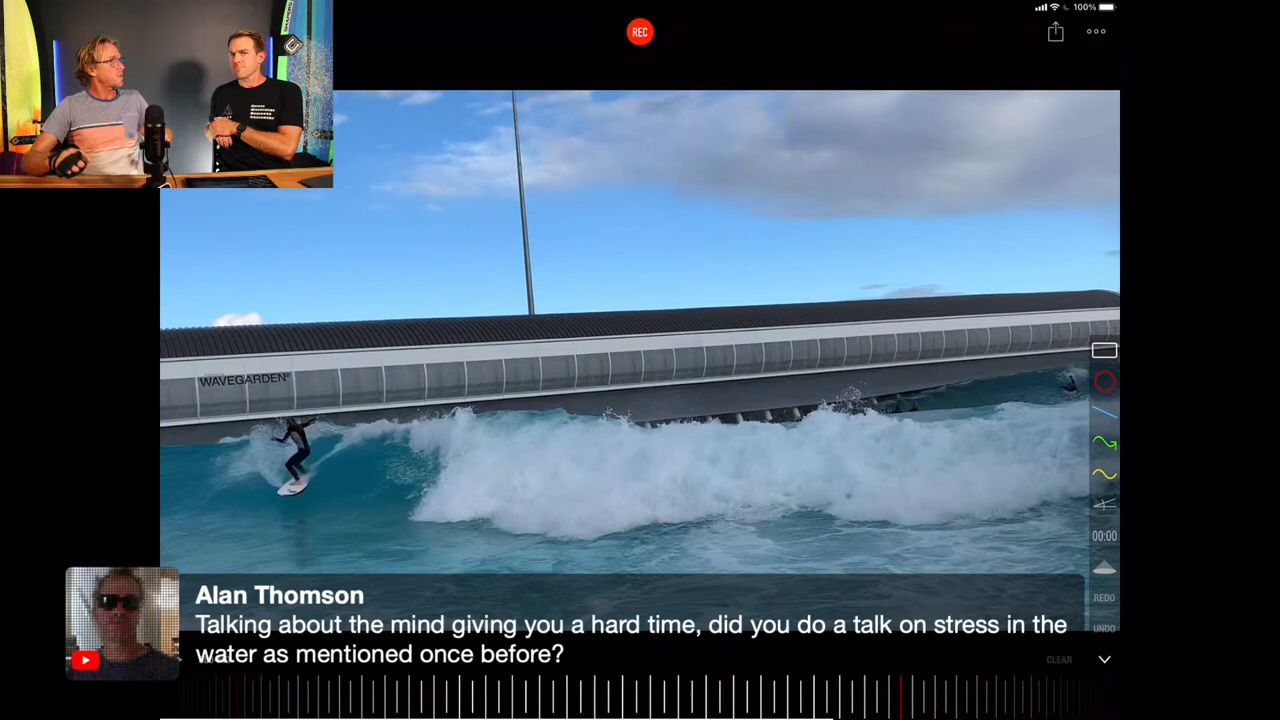 100%
REC
SHAPERS
WAVEGARDEN
00:00
REDO
UNDO
Alan Thomson
Talking about the mind giving you a hard time, did you do a talk on stress in the
water as mentioned once before?
CLEAR